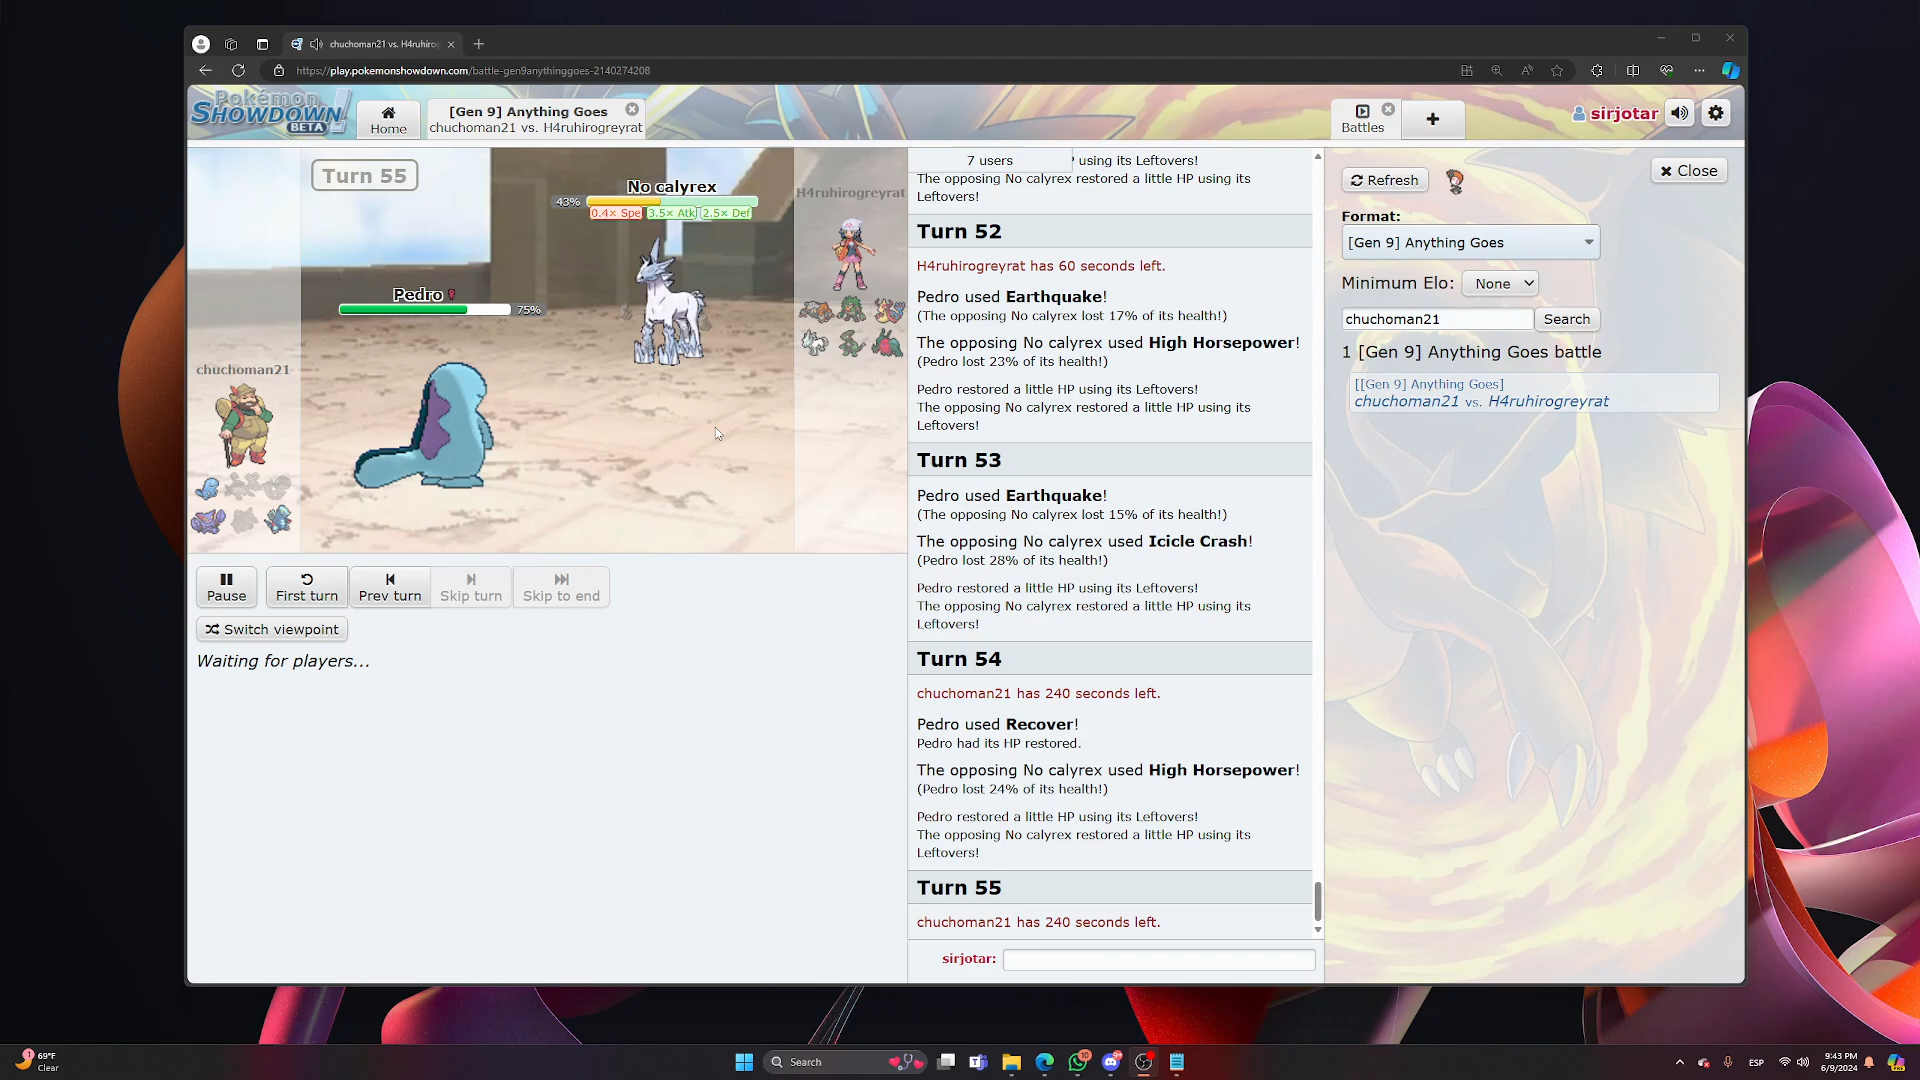 chuchoman21 vs. H4ruhirog
https://play.pokemonshowdown.com/battle-gen9anythinggoes-2140274208
Pokémon
SHOWDOWN!
BETA
Home
[Gen 9] Anything Goes
chuchoman21 vs. H4ruhirogreyrat
Battles
sirjotar
Turn 55
No calyrex
43%
0.4× Spe 3.5× Atk 2.5× Def
Pedro
75%
H4ruhirogreyrat
chuchoman21
Pause
First turn
Prev turn
Skip turn
Skip to end
Switch viewpoint
Waiting for players...
7 users
using its Leftovers!
The opposing No calyrex restored a little HP using its
Leftovers!
Turn 52
H4ruhirogreyrat has 60 seconds left.
Pedro used Earthquake!
(The opposing No calyrex lost 17% of its health!)
The opposing No calyrex used High Horsepower!
(Pedro lost 23% of its health!)
Pedro restored a little HP using its Leftovers!
The opposing No calyrex restored a little HP using its
Leftovers!
Turn 53
Pedro used Earthquake!
(The opposing No calyrex lost 15% of its health!)
The opposing No calyrex used Icicle Crash!
(Pedro lost 28% of its health!)
Pedro restored a little HP using its Leftovers!
The opposing No calyrex restored a little HP using its
Leftovers!
Turn 54
chuchoman21 has 240 seconds left.
Pedro used Recover!
Pedro had its HP restored.
The opposing No calyrex used High Horsepower!
(Pedro lost 24% of its health!)
Pedro restored a little HP using its Leftovers!
The opposing No calyrex restored a little HP using its
Leftovers!
Turn 55
chuchoman21 has 240 seconds left.
sirjotar:
Refresh
Close
Format:
[Gen 9] Anything Goes
Minimum Elo: None
chuchoman21 Search
1 [Gen 9] Anything Goes battle
[[Gen 9] Anything Goes]
chuchoman21 vs. H4ruhirogreyrat
1
69°F
Clear
Search
10
ESP
9:43 PM
6/9/2024